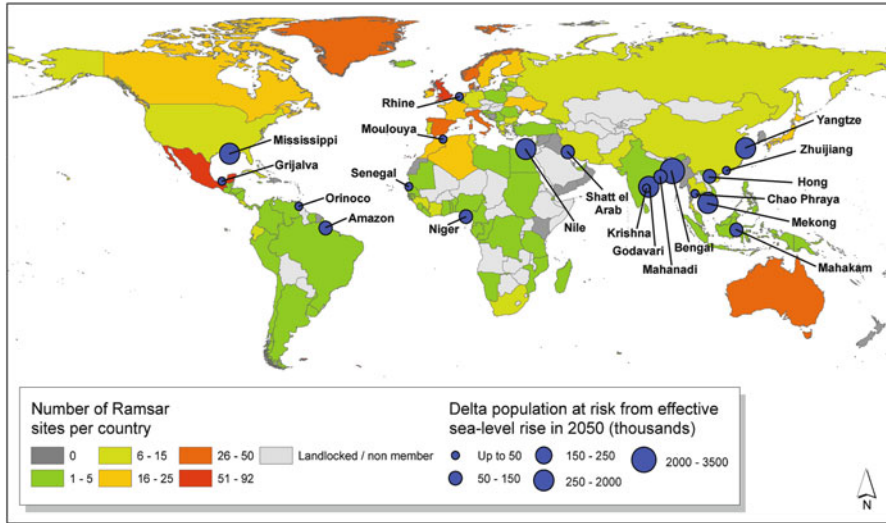 Rhine
Moulouya
Mississippi
Grijalva
Senegal
Orinoco
Amazon
Niger
Nile
Shatt el
Arab
Krishna
Godavari
Mahanadi
Bengal
Yangtze
Zhuijiang
Hong
Chao Phraya
Mekong
Mahakam
Number of Ramsar
sites per country
0
1 - 5
6 - 15
16 - 25
26 - 50
51 - 92
Landlocked / non member
Delta population at risk from effective
sea-level rise in 2050 (thousands)
Up to 50
50 - 150
150 - 250
250 - 2000
2000 - 3500
N